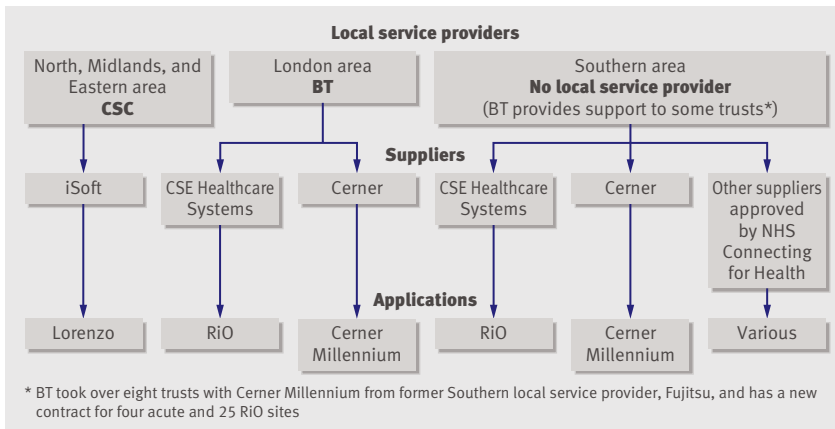 Local service providers
North, Midlands, and
Eastern area
CSC
London area
BT
Southern area
No local service provider
(BT provides support to some trusts*)
Suppliers
iSoft
CSE Healthcare
Systems
Cerner
CSE Healthcare
Systems
Cerner
Other suppliers
approved
by NHS
Connecting
for Health
Applications
Lorenzo
RiO
Cerner
Millennium
RiO
Cerner
Millennium
Various
* BT took over eight trusts with Cerner Millennium from former Southern local service provider, Fujitsu, and has a new
contract for four acute and 25 RiO sites